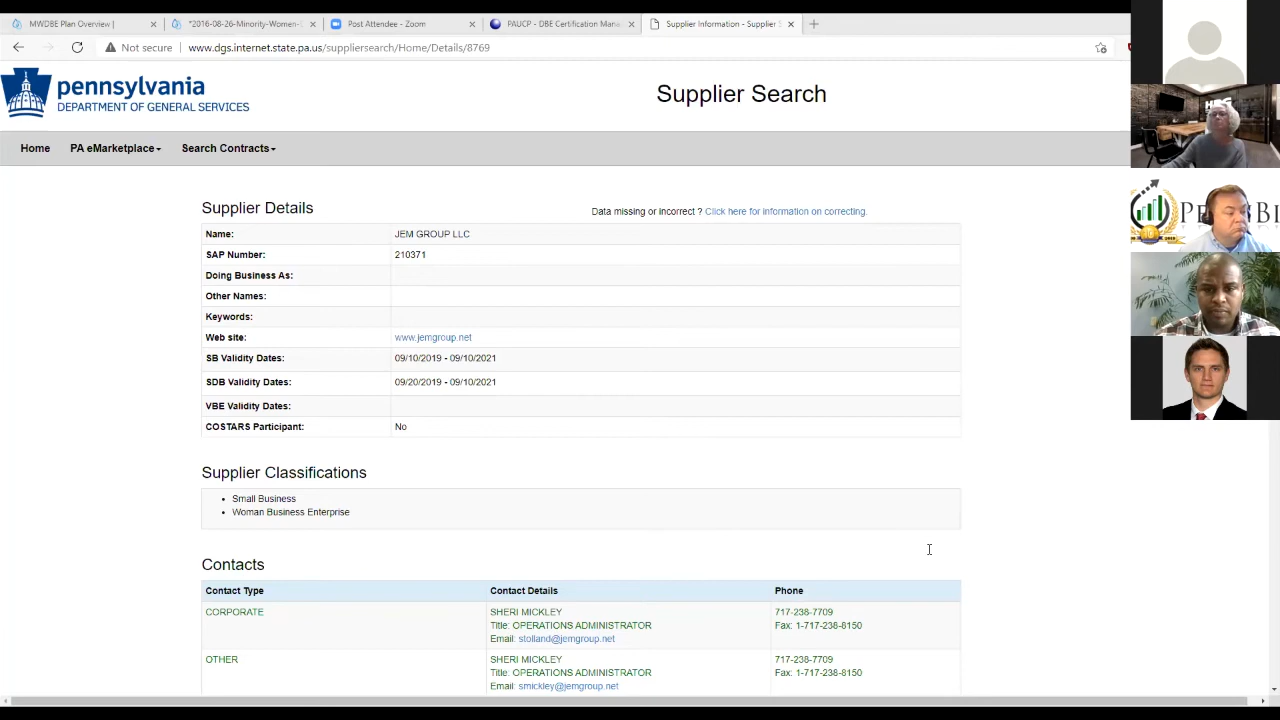 MWDBE Plan Overview |
*2016-08-26-Minority-Women-
Post Attendee - Zoom
PAUCP - DBE Certification Man
Supplier Information - Supplier S
Not secure
www.dgs.internet.state.pa.us/suppliersearch/Home/Details/8769
pennsylvania
DEPARTMENT OF GENERAL SERVICES
Supplier Search
Home
PA eMarketplace
Search Contracts
Supplier Details
Data missing or incorrect ? Click here for information on correcting.
Name: JEM GROUP LLC
SAP Number: 210371
Doing Business As:
Other Names:
Keywords:
Web site: www.jemgroup.net
SB Validity Dates: 09/10/2019 - 09/10/2021
SDB Validity Dates: 09/20/2019 - 09/10/2021
VBE Validity Dates:
COSTARS Participant: No
Supplier Classifications
• Small Business
• Woman Business Enterprise
Contacts
Contact Type Contact Details Phone
CORPORATE SHERI MICKLEY 717-238-7709
Title: OPERATIONS ADMINISTRATOR Fax: 1-717-238-8150
Email: stolland@jemgroup.net
OTHER SHERI MICKLEY 717-238-7709
Title: OPERATIONS ADMINISTRATOR Fax: 1-717-238-8150
Email: smickley@jemgroup.net